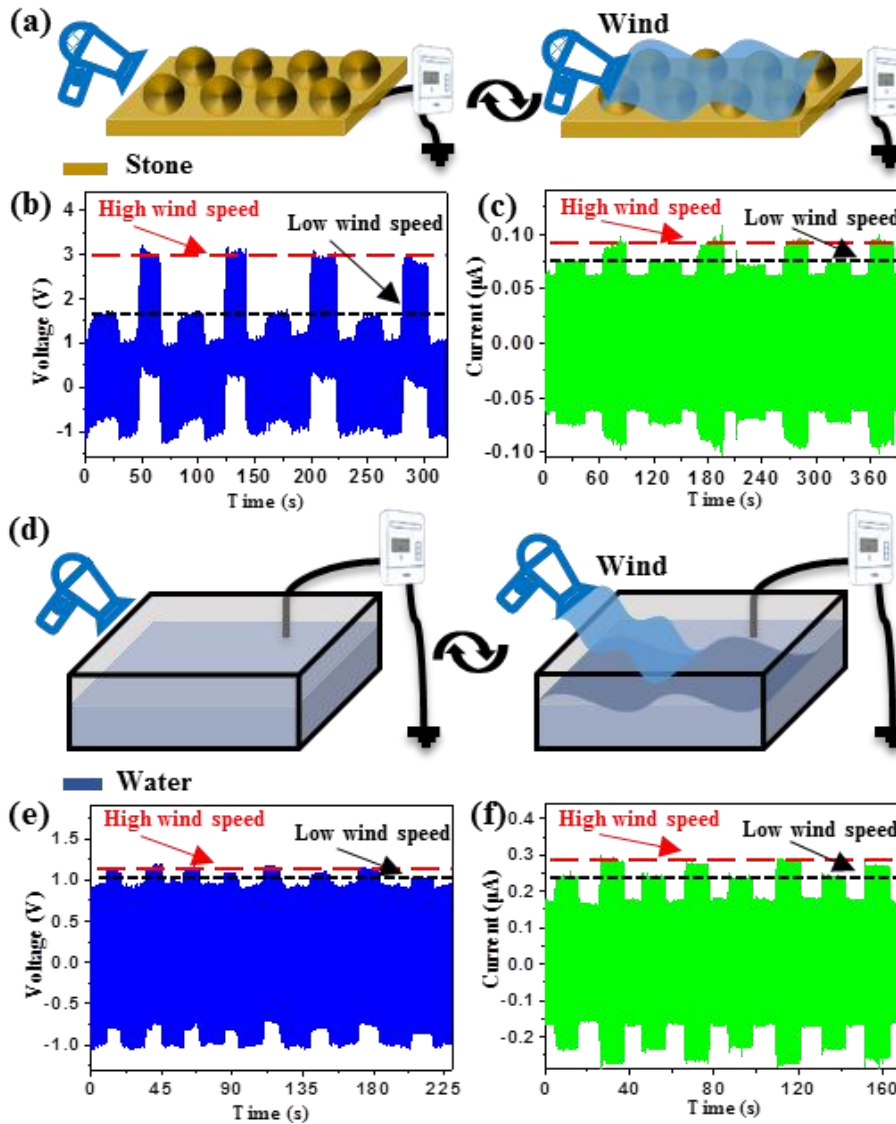 (a)
Wind
Stone
(b)
High wind speed
Low wind speed
4
3
2
1
0
-1
Voltage (V)
0 50 100 150 200 250 300
Time (s)
(c)
High wind speed
Low wind speed
0.10
0.05
0.00
-0.05
-0.10
Current (μA)
0 60 120 180 240 300 360
Time (s)
(d)
Wind
Water
(e)
High wind speed
Low wind speed
1.5
1.0
0.5
0.0
-0.5
-1.0
Voltage (V)
0 45 90 135 180 225
Time (s)
(f)
High wind speed
Low wind speed
0.4
0.3
0.2
0.1
0.0
-0.1
-0.2
Current (μA)
0 40 80 120 160
Time (s)